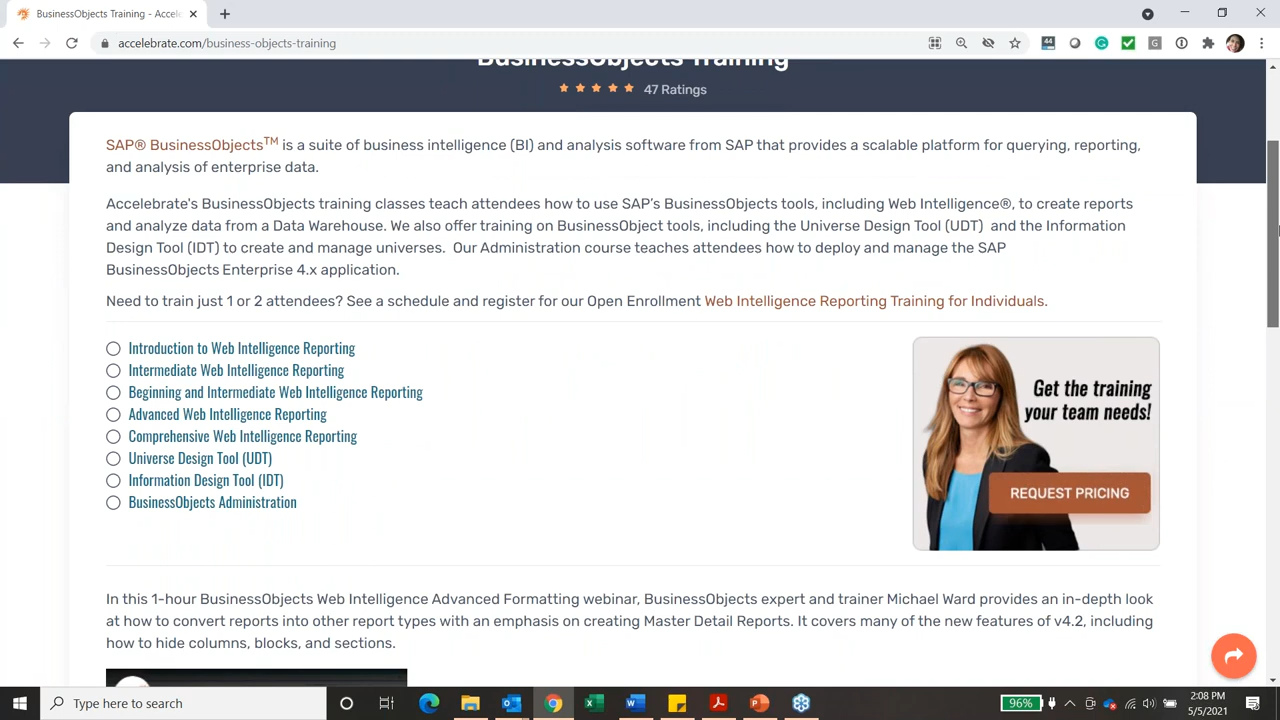 BusinessObjects Training - Accele
accelebrate.com/business-objects-training
44
G
BusinessObjects Training
47 Ratings
SAP® BusinessObjects™ is a suite of business intelligence (BI) and analysis software from SAP that provides a scalable platform for querying, reporting,
and analysis of enterprise data.
Accelebrate's BusinessObjects training classes teach attendees how to use SAP's BusinessObjects tools, including Web Intelligence®, to create reports
and analyze data from a Data Warehouse. We also offer training on BusinessObject tools, including the Universe Design Tool (UDT) and the Information
Design Tool (IDT) to create and manage universes. Our Administration course teaches attendees how to deploy and manage the SAP
BusinessObjects Enterprise 4.x application.
Need to train just 1 or 2 attendees? See a schedule and register for our Open Enrollment Web Intelligence Reporting Training for Individuals.
Introduction to Web Intelligence Reporting
Intermediate Web Intelligence Reporting
Beginning and Intermediate Web Intelligence Reporting
Advanced Web Intelligence Reporting
Comprehensive Web Intelligence Reporting
Universe Design Tool (UDT)
Information Design Tool (IDT)
BusinessObjects Administration
Get the training
your team needs!
REQUEST PRICING
In this 1-hour BusinessObjects Web Intelligence Advanced Formatting webinar, BusinessObjects expert and trainer Michael Ward provides an in-depth look
at how to convert reports into other report types with an emphasis on creating Master Detail Reports. It covers many of the new features of v4.2, including
how to hide columns, blocks, and sections.
Type here to search
96%
2:08 PM
5/5/2021